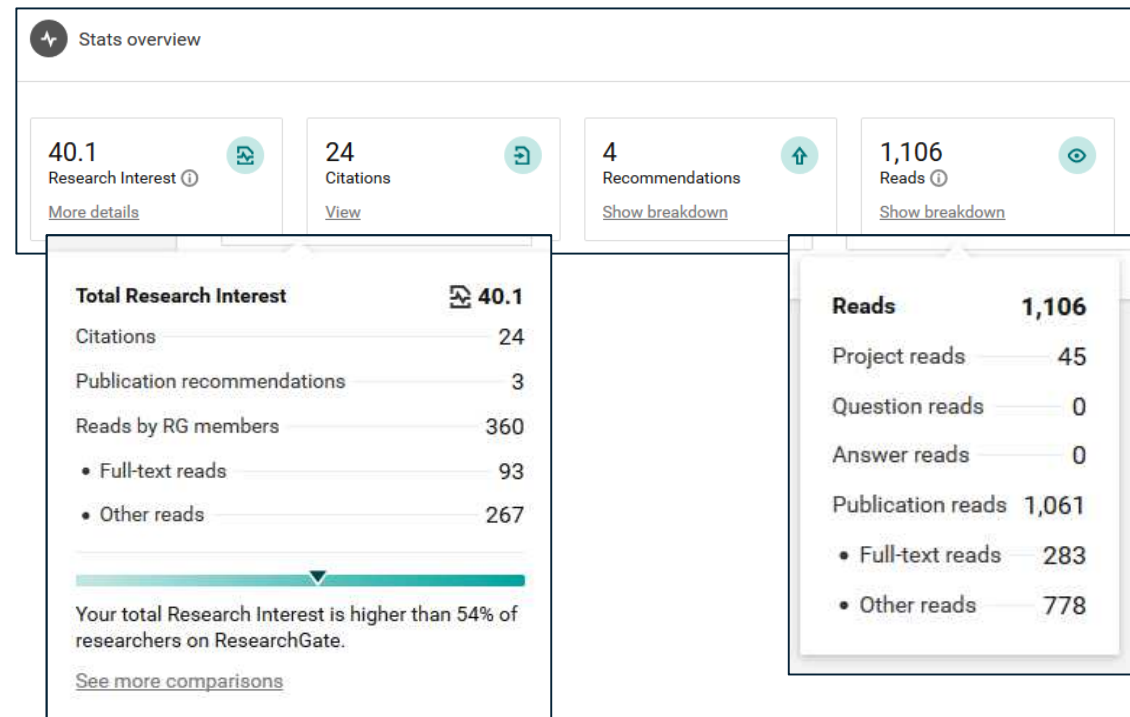 Stats overview
40.1
Research Interest
More details
24
Citations
View
4
Recommendations
Show breakdown
1,106
Reads
Show breakdown
Total Research Interest 40.1
Citations 24
Publication recommendations 3
Reads by RG members 360
• Full-text reads 93
• Other reads 267
Your total Research Interest is higher than 54% of
researchers on ResearchGate.
See more comparisons
Reads 1,106
Project reads 45
Question reads 0
Answer reads 0
Publication reads 1,061
• Full-text reads 283
• Other reads 778